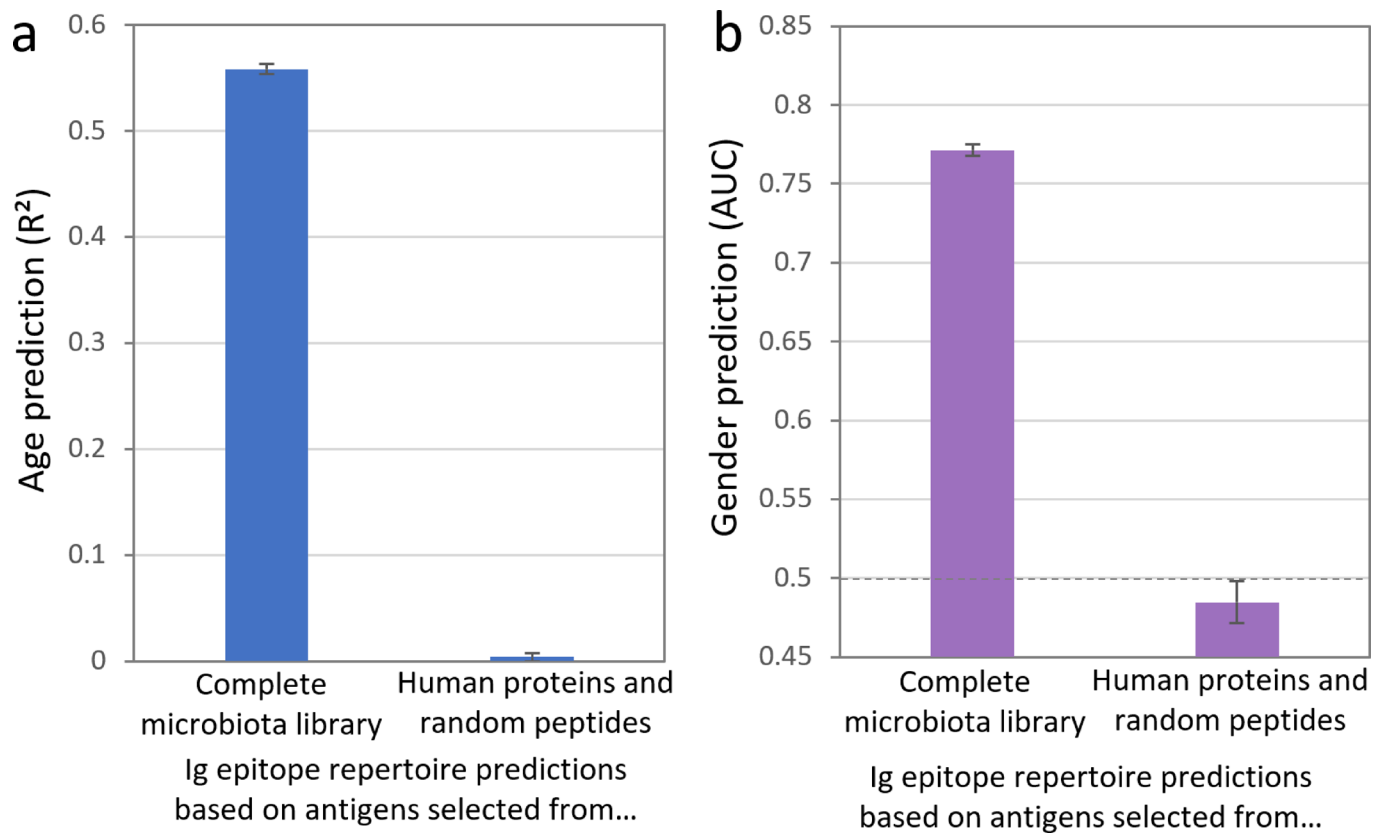 a
0.6
0.5
0.4
0.3
0.2
0.1
0
Age prediction (R²)
Complete
microbiota library
Human proteins and
random peptides
Ig epitope repertoire predictions
based on antigens selected from...
b
0.85
0.8
0.75
0.7
0.65
0.6
0.55
0.5
0.45
Gender prediction (AUC)
Complete
microbiota library
Human proteins and
random peptides
Ig epitope repertoire predictions
based on antigens selected from...